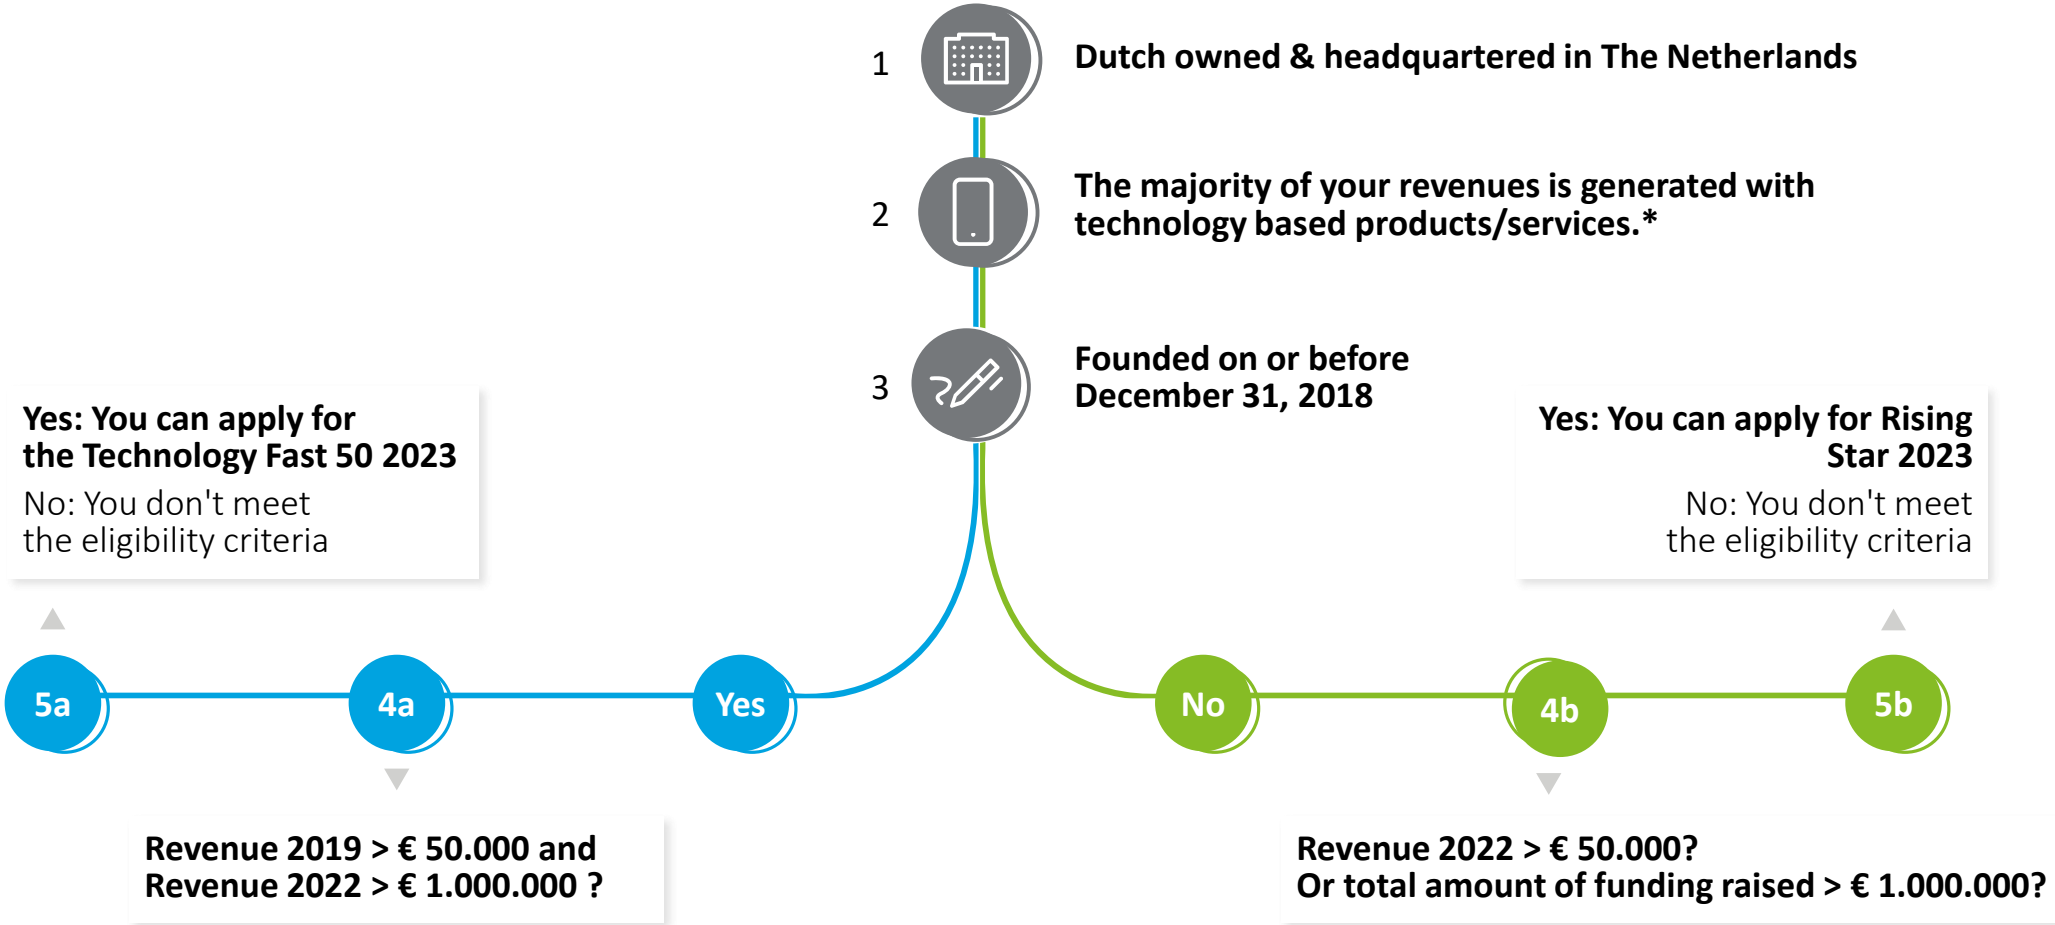 1
Dutch owned & headquartered in The Netherlands
2
The majority of your revenues is generated with
technology based products/services.*
3
Founded on or before
December 31, 2018
Yes: You can apply for
the Technology Fast 50 2023
No: You don't meet
the eligibility criteria
Yes: You can apply for Rising
Star 2023
No: You don't meet
the eligibility criteria
5a
4a
Yes
No
4b
5b
Revenue 2019 > € 50.000 and
Revenue 2022 > € 1.000.000 ?
Revenue 2022 > € 50.000?
Or total amount of funding raised > € 1.000.000?